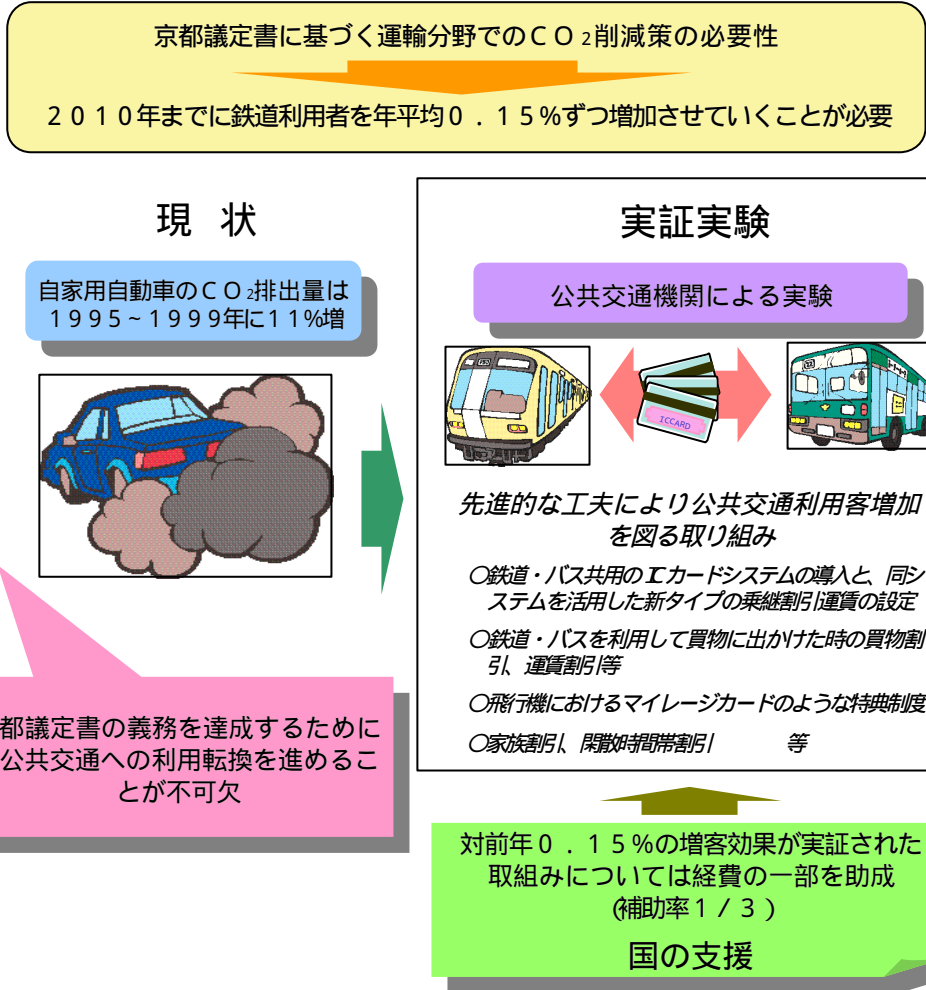 京都議定書に基づく運輸分野でのCO₂削減策の必要性
2010年までに鉄道利用者を年平均0.15%ずつ増加させていくことが必要
現 状
自家用自動車のCO₂排出量は
1995~1999年に11%増
都議定書の義務を達成するために
公共交通への利用転換を進めるこ
とが不可欠
実証実験
公共交通機関による実験
ICCARD
先進的な工夫により公共交通利用客増加
を図る取り組み
○鉄道・バス共用のICカードシステムの導入と、同シ
ステムを活用した新タイプの乗継割引運賃の設定
○鉄道・バスを利用して買物に出かけた時の買物割
引、運賃割引等
○飛行機におけるマイレージカードのような特典制度
○家族割引、閑散時間帯割引 等
対前年0.15%の増客効果が実証された
取組みについては経費の一部を助成
(補助率1/3)
国の支援